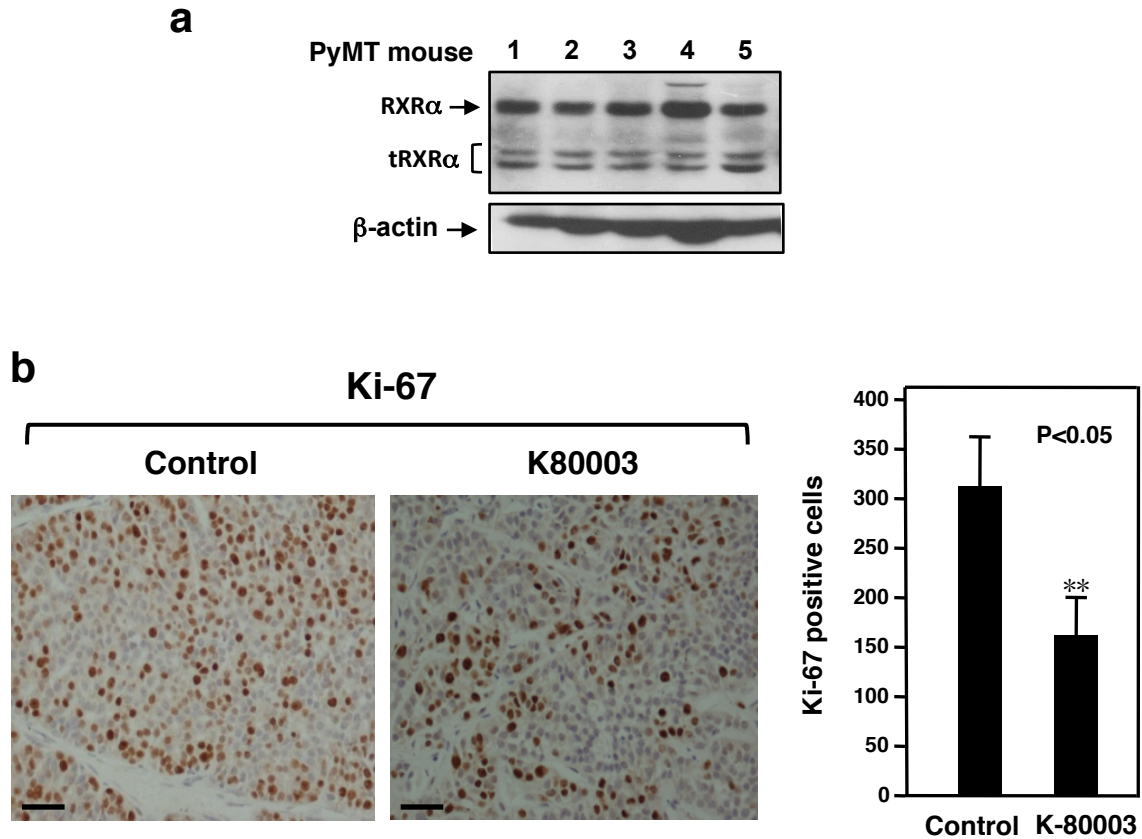 a
PyMT mouse 1 2 3 4 5
RXRα
tRXRα
β-actin
b
Ki-67
Control K80003
Ki-67 positive cells
400
350
300
250
200
150
100
50
0
P<0.05
**
Control K-80003